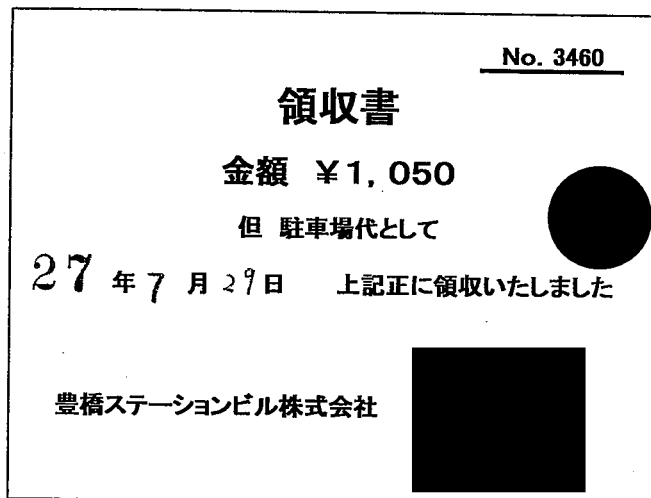 No. 3460
領収書
金額 ¥1,050
但 駐車場代として
27 年 7 月 29 日 上記正に領収いたしました
豊橋ステーションビル株式会社